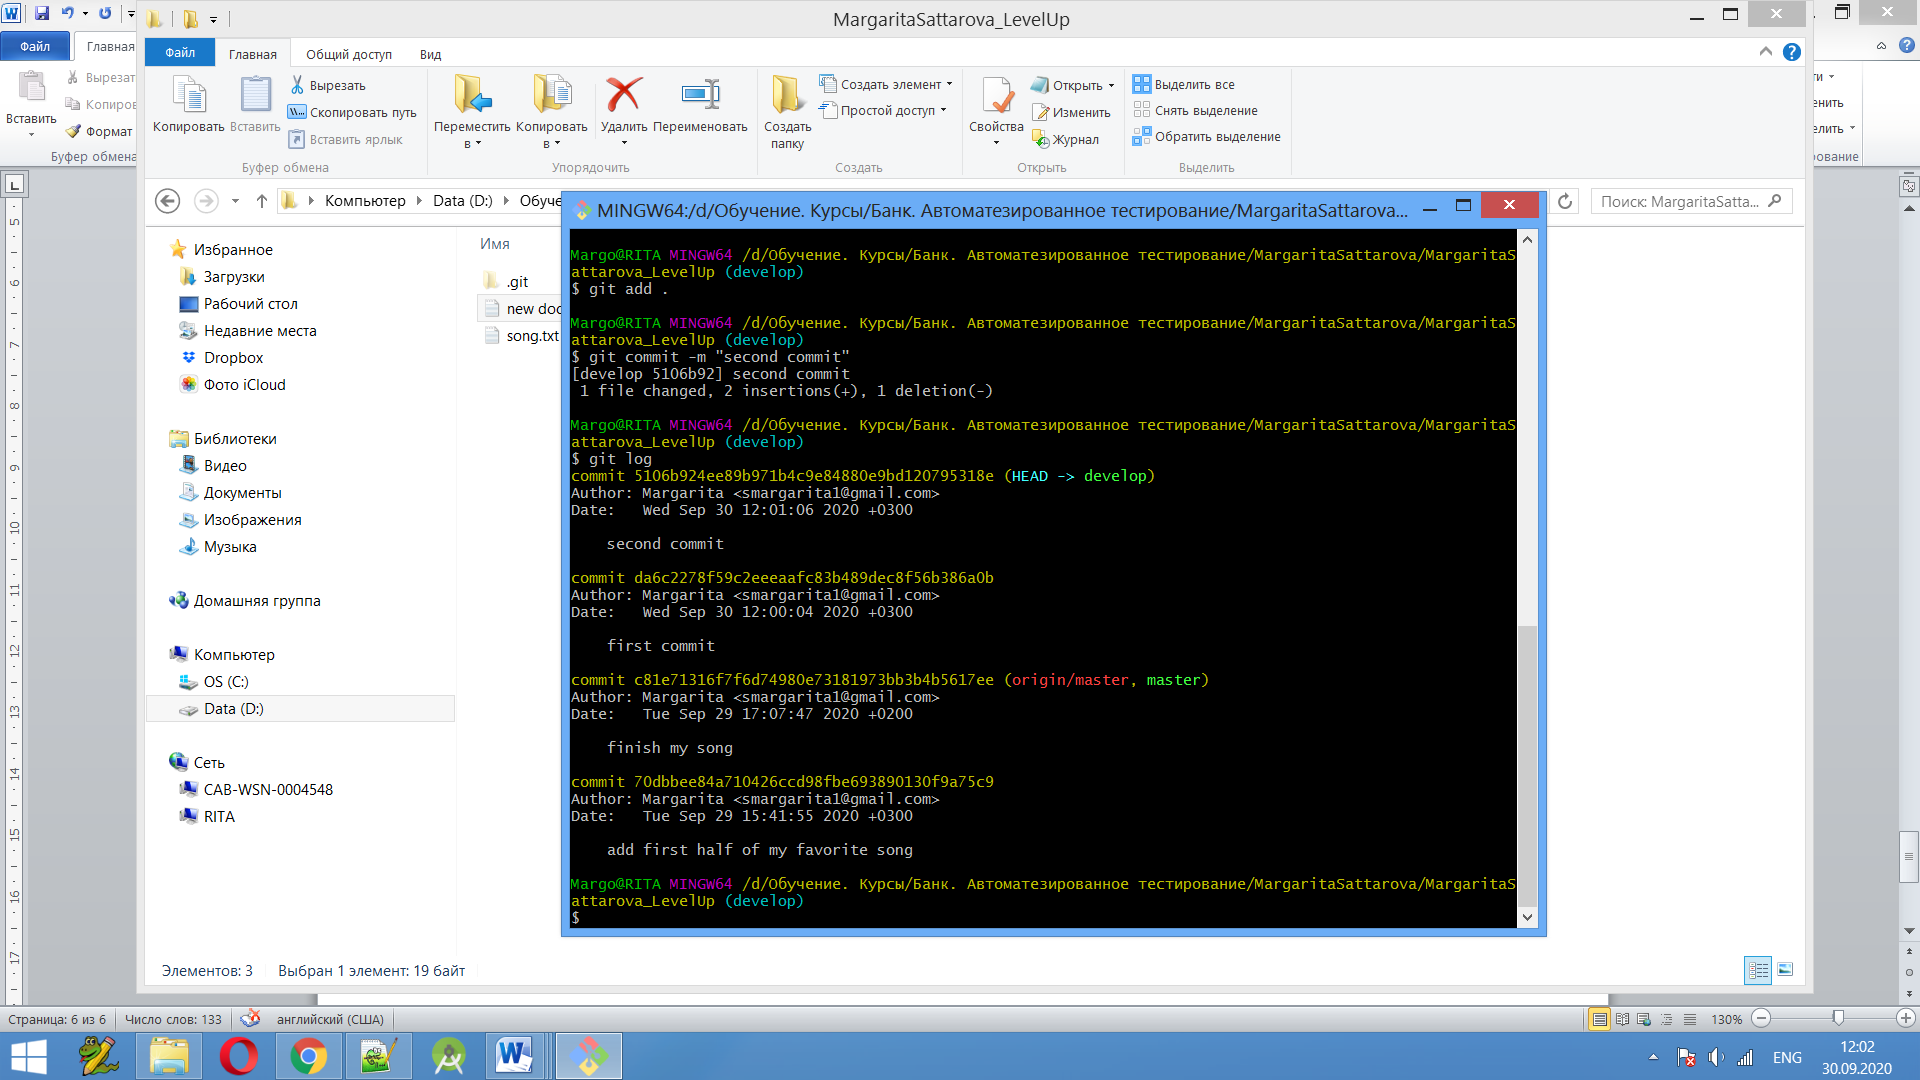 MargaritaSattarova_LevelUp
Файл
Главная
Вставить
Вырезат
Копиров
Формат
Буфер обмена
Файл
Главная
Общий доступ
Вид
Копировать
Вставить
Вырезать
Скопировать путь
Вставить ярлык
Буфер обмена
Переместить в
Копировать в
Удалить
Переименовать
Упорядочить
Создать папку
Создать элемент
Простой доступ
Создать
Свойства
Открыть
Изменить
Журнал
Открыть
Выделить все
Снять выделение
Обратить выделение
Выделить
Компьютер
Data (D:)
Обуче
Поиск: MargaritaSatta...
Избранное
Загрузки
Рабочий стол
Недавние места
Dropbox
Фото iCloud
Библиотеки
Видео
Документы
Изображения
Музыка
Домашняя группа
Компьютер
OS (C:)
Data (D:)
Сеть
CAB-WSN-0004548
RITA
Имя
.git
new doc
song.txt
MINGW64:/d/Обучение. Курсы/Банк. Автоматезированное тестирование/MargaritaSattarova...
Margo@RITA MINGW64 /d/Обучение. Курсы/Банк. Автоматезированное тестирование/MargaritaSattarova/MargaritaS
attarova_LevelUp (develop)
$ git add .
Margo@RITA MINGW64 /d/Обучение. Курсы/Банк. Автоматезированное тестирование/MargaritaSattarova/MargaritaS
attarova_LevelUp (develop)
$ git commit -m "second commit"
[develop 5106b92] second commit
1 file changed, 2 insertions(+), 1 deletion(-)
Margo@RITA MINGW64 /d/Обучение. Курсы/Банк. Автоматезированное тестирование/MargaritaSattarova/MargaritaS
attarova_LevelUp (develop)
$ git log
commit 5106b924ee89b971b4c9e84880e9bd120795318e (HEAD -> develop)
Author: Margarita <smargarita1@gmail.com>
Date: Wed Sep 30 12:01:06 2020 +0300
second commit
commit da6c2278f59c2eeeaafc83b489dec8f56b386a0b
Author: Margarita <smargarita1@gmail.com>
Date: Wed Sep 30 12:00:04 2020 +0300
first commit
commit c81e71316f7f6d74980e73181973bb3b4b5617ee (origin/master, master)
Author: Margarita <smargarita1@gmail.com>
Date: Tue Sep 29 17:07:47 2020 +0200
finish my song
commit 70dbbee84a710426ccd98fbe693890130f9a75c9
Author: Margarita <smargarita1@gmail.com>
Date: Tue Sep 29 15:41:55 2020 +0300
add first half of my favorite song
Margo@RITA MINGW64 /d/Обучение. Курсы/Банк. Автоматезированное тестирование/MargaritaSattarova/MargaritaS
attarova_LevelUp (develop)
$
Элементов: 3
Выбран 1 элемент: 19 байт
Страница: 6 из 6
Число слов: 133
английский (США)
130%
ENG
12:02
30.09.2020